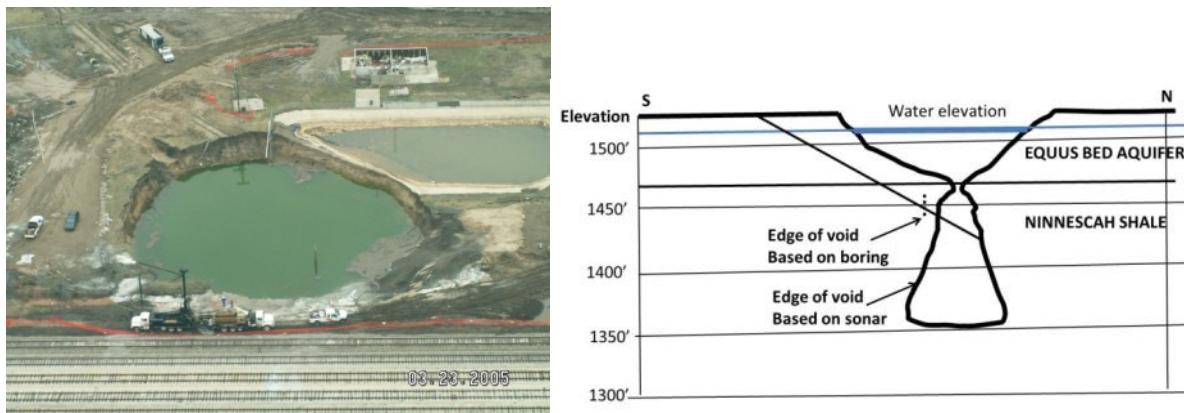 03.23.2005
S
N
Water elevation
Elevation
1500'
EQUUS BED AQUIFER
1450'
NINNESCAH SHALE
Edge of void
Based on boring
1400'
Edge of void
Based on sonar
1350'
1300'